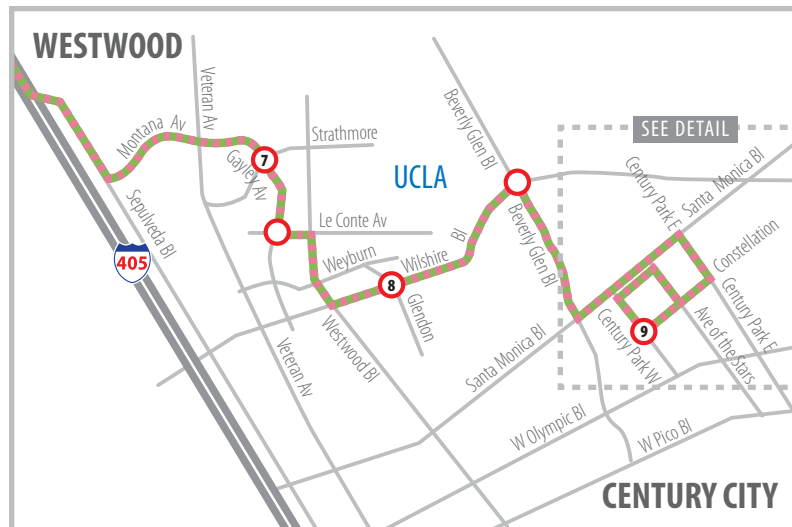 WESTWOOD
Veteran Av
Montana Av
Strathmore
7
Gayley Av
UCLA
Beverly Glen Bl
SEE DETAIL
Santa Monica Bl
Century Park E
Constellation
Sepulveda Bl
Le Conte Av
Beverly Glen Bl
405
Weyburn
Wilshire Bl
8
Glendon
Westwood Bl
Century Park E
9
Ave of the Stars
Century Park W
Veteran Av
Santa Monica Bl
W Olympic Bl
W Pico Bl
CENTURY CITY